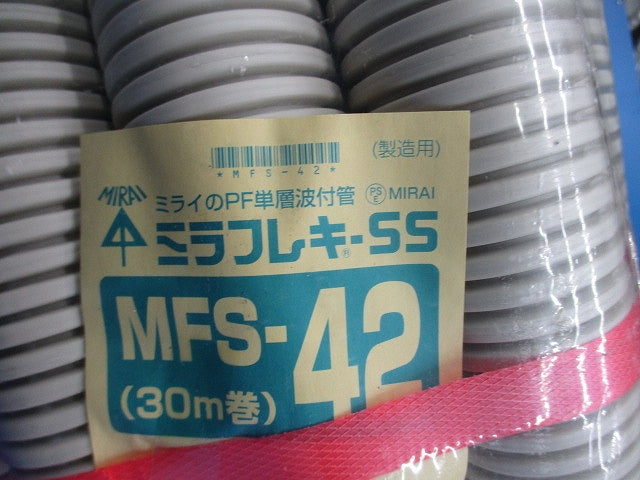 *MFS-42*
(製造用)
MIRAI
ミライのPF単層波付管
PS
E
MIRAI
ミラフレキ®-SS
MFS-42
(30m巻)